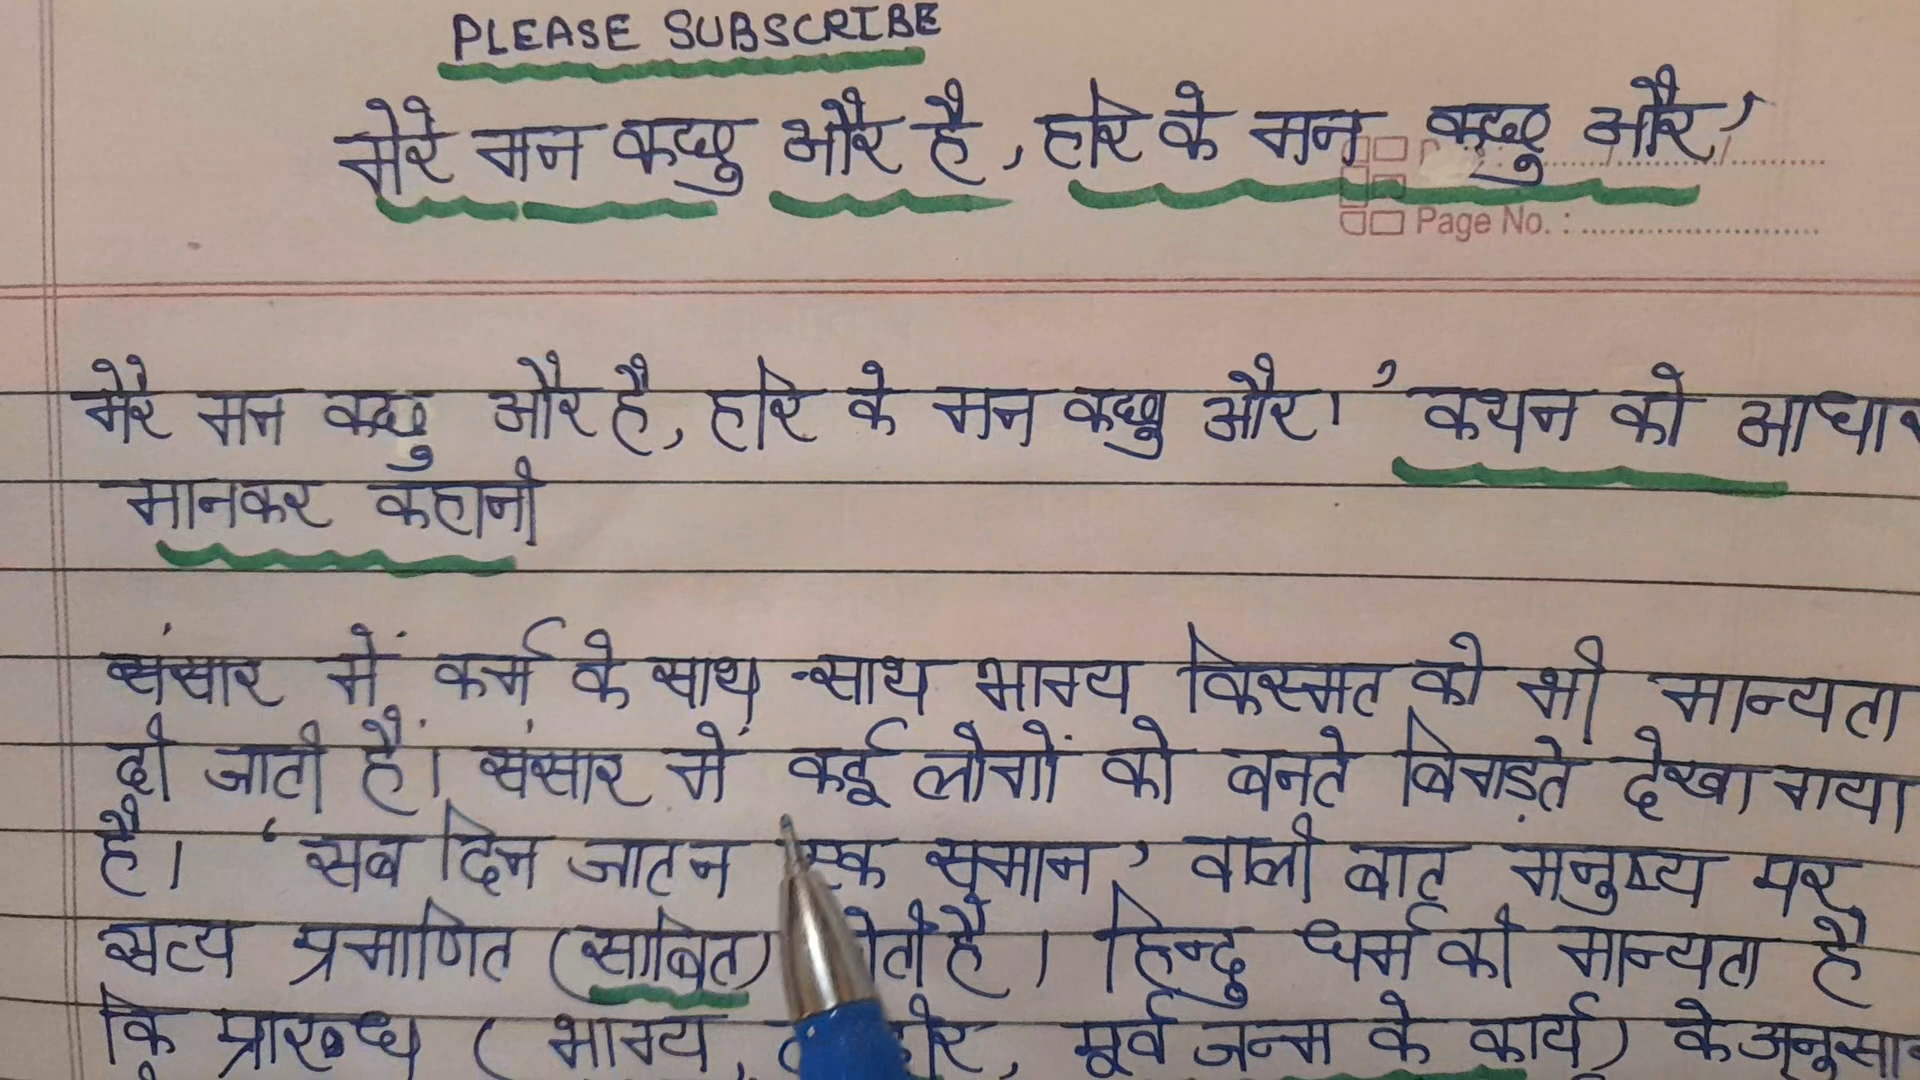 PLEASE SUBSCRIBE
मेरे मन कछु और है, हरि के मन कछु और'
Page No. :
मेरे मन कछु और है, हरि के मन कछु और।' कथन को आधार
मानकर कहानी
संसार में कर्म के साथ-साथ भाग्य किस्मत को भी मान्यता
दी जाती हैं। संसार में कई लोगों को बनते बिगड़ते देखा गया
है। 'सब दिन जात न एक समान' वाली बात मनुष्य पर
सत्य प्रमाणित (साबित) होती है। हिन्दु धर्म की मान्यता है
कि प्रारब्ध (भाग्य, पूर्व जन्म के कार्य) के अनुसार